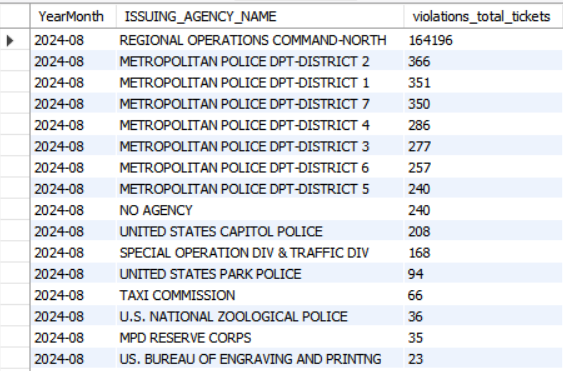 YearMonth ISSUING_AGENCY_NAME violations_total_tickets
2024-08 REGIONAL OPERATIONS COMMAND-NORTH 164196
2024-08 METROPOLITAN POLICE DPT-DISTRICT 2 366
2024-08 METROPOLITAN POLICE DPT-DISTRICT 1 351
2024-08 METROPOLITAN POLICE DPT-DISTRICT 7 350
2024-08 METROPOLITAN POLICE DPT-DISTRICT 4 286
2024-08 METROPOLITAN POLICE DPT-DISTRICT 3 277
2024-08 METROPOLITAN POLICE DPT-DISTRICT 6 257
2024-08 METROPOLITAN POLICE DPT-DISTRICT 5 240
2024-08 NO AGENCY 240
2024-08 UNITED STATES CAPITOL POLICE 208
2024-08 SPECIAL OPERATION DIV & TRAFFIC DIV 168
2024-08 UNITED STATES PARK POLICE 94
2024-08 TAXI COMMISSION 66
2024-08 U.S. NATIONAL ZOOLOGICAL POLICE 36
2024-08 MPD RESERVE CORPS 35
2024-08 US. BUREAU OF ENGRAVING AND PRINTNG 23